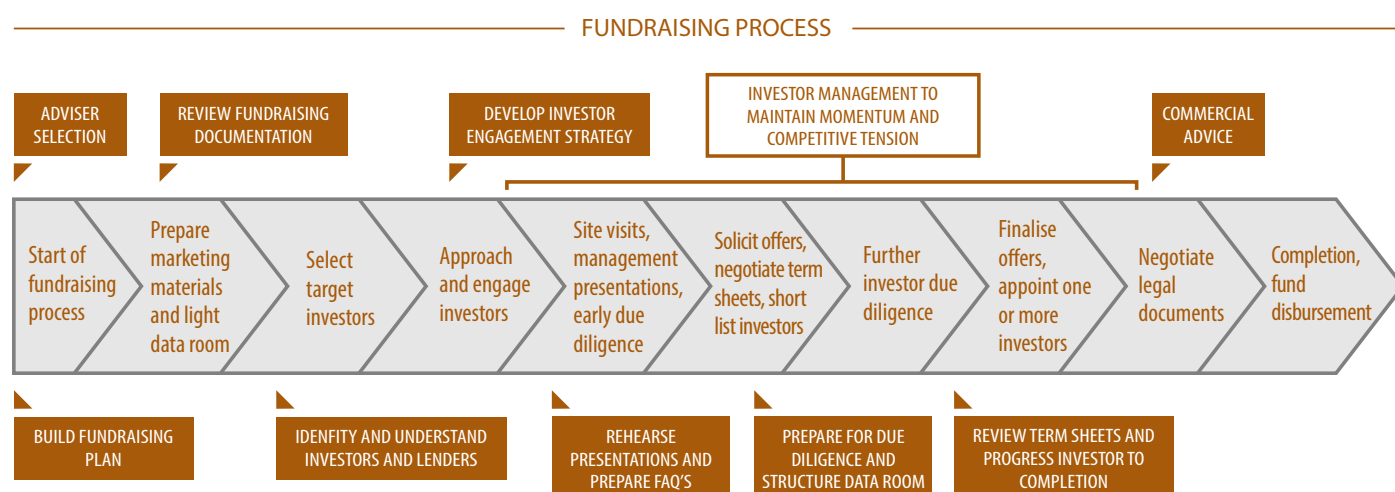 FUNDRAISING PROCESS
ADVISER
SELECTION
REVIEW FUNDRAISING
DOCUMENTATION
DEVELOP INVESTOR
ENGAGEMENT STRATEGY
INVESTOR MANAGEMENT TO
MAINTAIN MOMENTUM AND
COMPETITIVE TENSION
COMMERCIAL
ADVICE
Start of
fundraising
process
Prepare
marketing
materials
and light
data room
Select
target
investors
Approach
and engage
investors
Site visits,
management
presentations,
early due
diligence
Solicit offers,
negotiate term
sheets, short
list investors
Further
investor due
diligence
Finalise
offers,
appoint one
or more
investors
Negotiate
legal
documents
Completion,
fund
disbursement
BUILD FUNDRAISING
PLAN
IDENFITY AND UNDERSTAND
INVESTORS AND LENDERS
REHEARSE
PRESENTATIONS AND
PREPARE FAQ'S
PREPARE FOR DUE
DILIGENCE AND
STRUCTURE DATA ROOM
REVIEW TERM SHEETS AND
PROGRESS INVESTOR TO
COMPLETION